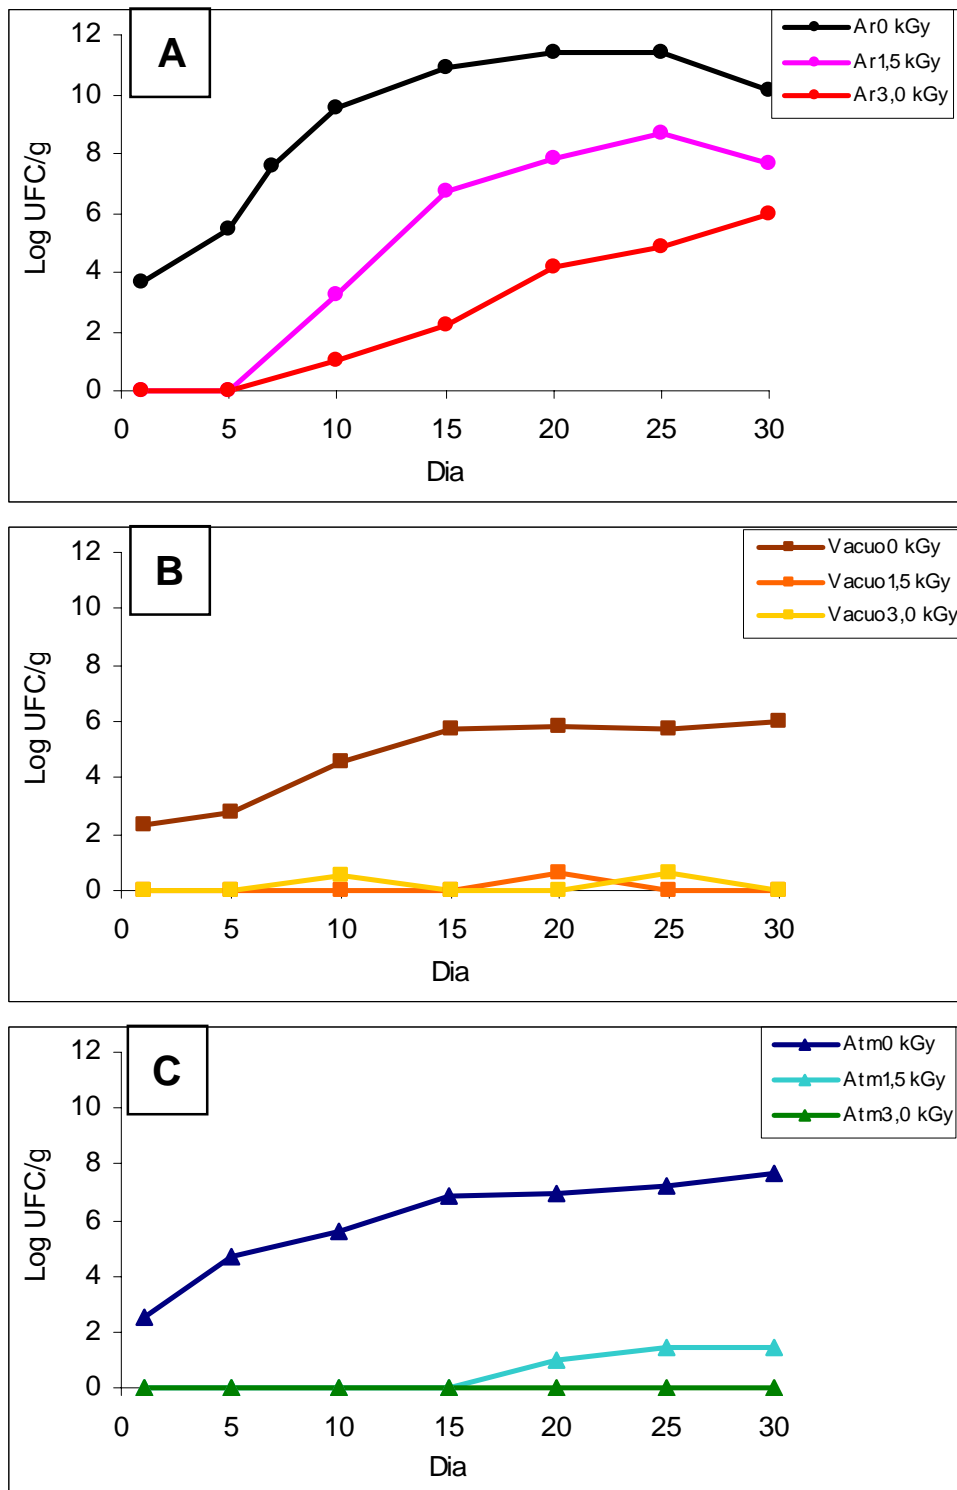 A
Ar0 kGy
Ar1,5 kGy
Ar3,0 kGy
Log UFC/g
12
10
8
6
4
2
0
0 5 10 15 20 25 30
Dia
B
Vacuo0 kGy
Vacuo1,5 kGy
Vacuo3,0 kGy
Log UFC/g
12
10
8
6
4
2
0
0 5 10 15 20 25 30
Dia
C
Atm0 kGy
Atm1,5 kGy
Atm3,0 kGy
Log UFC/g
12
10
8
6
4
2
0
0 5 10 15 20 25 30
Dia